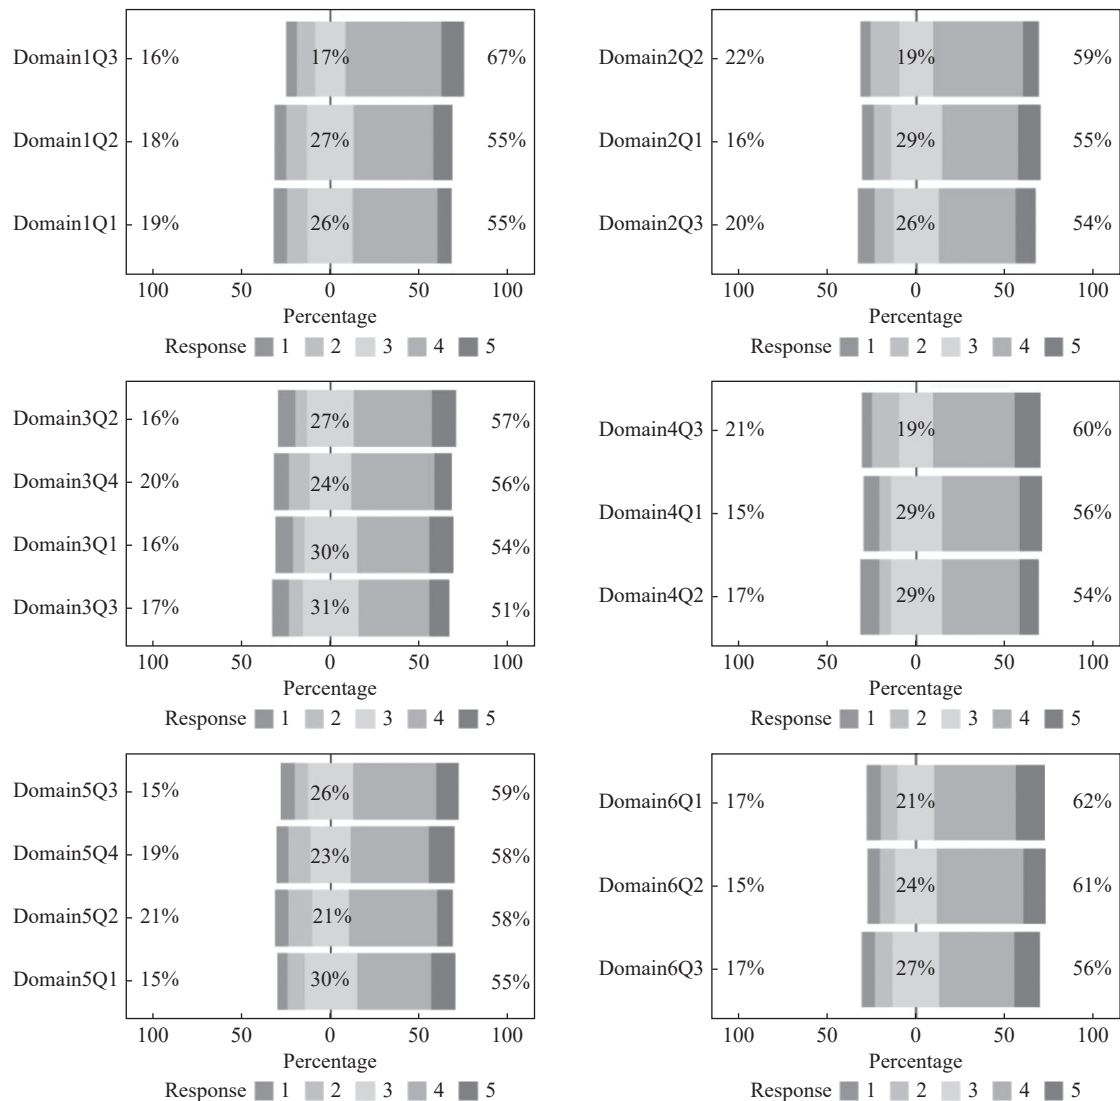 Domain1Q3 16% 17% 67%
Domain1Q2 18% 27% 55%
Domain1Q1 19% 26% 55%
100 50 0 50 100
Percentage
Response 1 2 3 4 5
Domain2Q2 22% 19% 59%
Domain2Q1 16% 29% 55%
Domain2Q3 20% 26% 54%
100 50 0 50 100
Percentage
Response 1 2 3 4 5
Domain3Q2 16% 27% 57%
Domain3Q4 20% 24% 56%
Domain3Q1 16% 30% 54%
Domain3Q3 17% 31% 51%
100 50 0 50 100
Percentage
Response 1 2 3 4 5
Domain4Q3 21% 19% 60%
Domain4Q1 15% 29% 56%
Domain4Q2 17% 29% 54%
100 50 0 50 100
Percentage
Response 1 2 3 4 5
Domain5Q3 15% 26% 59%
Domain5Q4 19% 23% 58%
Domain5Q2 21% 21% 58%
Domain5Q1 15% 30% 55%
100 50 0 50 100
Percentage
Response 1 2 3 4 5
Domain6Q1 17% 21% 62%
Domain6Q2 15% 24% 61%
Domain6Q3 17% 27% 56%
100 50 0 50 100
Percentage
Response 1 2 3 4 5